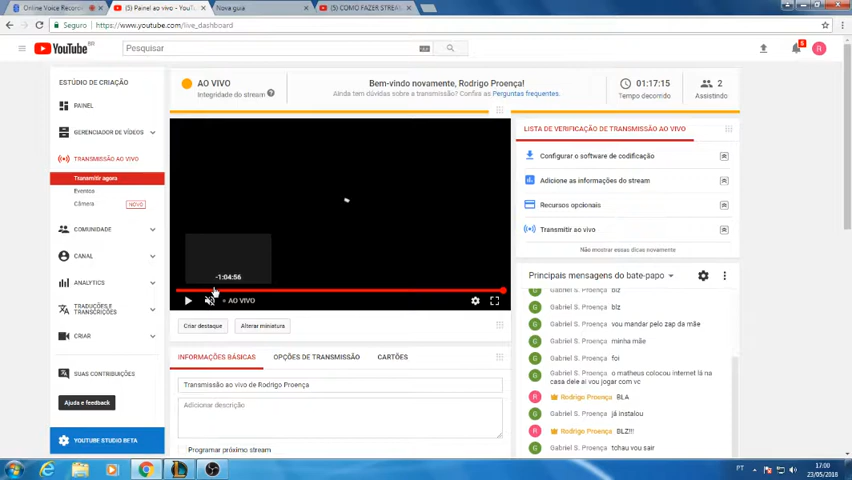 Online Voice Recorde
(5) Painel ao vivo - YouT
Nova guia
(5) COMO FAZER STREA
Seguro
https://www.youtube.com/live_dashboard
YouTube BR
Pesquisar
5
R
ESTÚDIO DE CRIAÇÃO
PAINEL
GERENCIADOR DE VÍDEOS
TRANSMISSÃO AO VIVO
Transmitir agora
Eventos
Câmera
NOVO
COMUNIDADE
CANAL
ANALYTICS
TRADUÇÕES E
TRANSCRIÇÕES
CRIAR
SUAS CONTRIBUIÇÕES
Ajuda e feedback
YOUTUBE STUDIO BETA
AO VIVO
Integridade do stream
Bem-vindo novamente, Rodrigo Proença!
Ainda tem dúvidas sobre a transmissão? Confira as Perguntas frequentes.
01:17:15
Tempo decorrido
2
Assistindo
-1:04:56
AO VIVO
Criar destaque
Alterar miniatura
INFORMAÇÕES BÁSICAS
OPÇÕES DE TRANSMISSÃO
CARTÕES
Transmissão ao vivo de Rodrigo Proença
Adicionar descrição
Programar próximo stream
LISTA DE VERIFICAÇÃO DE TRANSMISSÃO AO VIVO
Configurar o software de codificação
Adicione as informações do stream
Recursos opcionais
Transmitir ao vivo
Não mostrar essas dicas novamente
Principais mensagens do bate-papo
G Gabriel S. Proença. blz
G Gabriel S. Proença. blz
G Gabriel S. Proença. vou mandar pelo zap da mãe
G Gabriel S. Proença. minha mãe
G Gabriel S. Proença. foi
G Gabriel S. Proença. o matheus colocou internet lá na
casa dele ai vou jogar com vc
R Rodrigo Proença BLA
G Gabriel S. Proença. já instalou
R Rodrigo Proença BLZ!!!
G Gabriel S. Proença. tchau vou sair
PT
17:00
23/05/2018